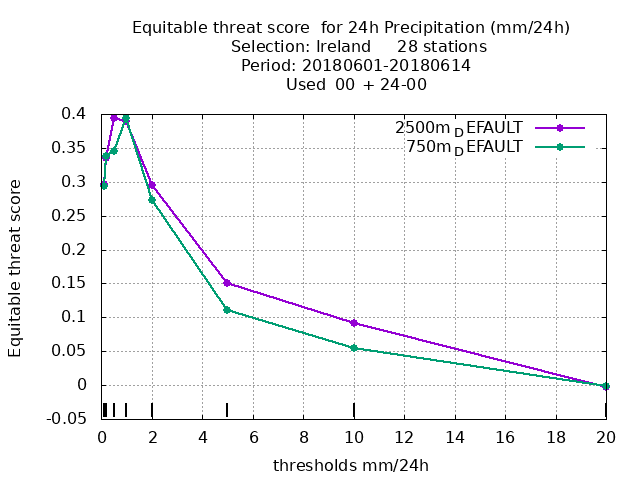 Equitable threat score  for 24h Precipitation (mm/24h)
Selection: Ireland     28 stations
Period: 20180601-20180614
Used  00  + 24-00
2500m_DEFAULT
750m_DEFAULT
Equitable threat score
0.4
0.35
0.3
0.25
0.2
0.15
0.1
0.05
0
-0.05
0 2 4 6 8 10 12 14 16 18 20
thresholds mm/24h